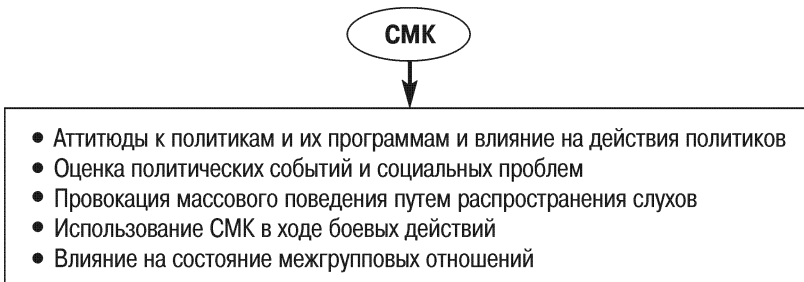 СМК
• Аттитюды к политикам и их программам и влияние на действия политиков
• Оценка политических событий и социальных проблем
• Провокация массового поведения путем распространения слухов
• Использование СМК в ходе боевых действий
• Влияние на состояние межгрупповых отношений